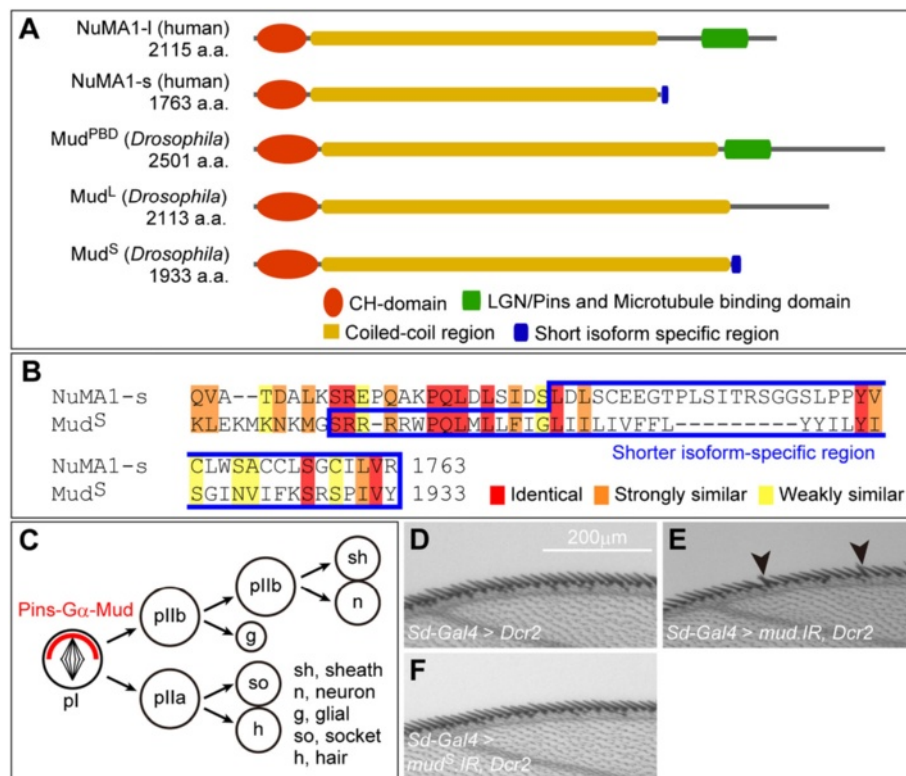 A
NuMA1-l (human)
2115 a.a.
NuMA1-s (human)
1763 a.a.
Mud^PBD (Drosophila)
2501 a.a.
Mud^L (Drosophila)
2113 a.a.
Mud^S (Drosophila)
1933 a.a.
CH-domain
LGN/Pins and Microtubule binding domain
Coiled-coil region
Short isoform specific region
B
NuMA1-s QVA--TDALKSREPQAKPQLDLSIDSLDLSCEEGTPLSITRSGGSLPPYV
Mud^S KLEKMKNKMGSRR-RRWPQLMLLFIGLIILIVFFL---------YYILYI
Shorter isoform-specific region
NuMA1-s CLWSACCLSGCILVR 1763
Mud^S SGINVIFKSRSPIVY 1933
Identical
Strongly similar
Weakly similar
C
Pins-Gα-Mud
pI
pIIb
pIIa
pIIb
g
sh
n
so
h
sh, sheath
n, neuron
g, glial
so, socket
h, hair
D
200μm
Sd-Gal4 > Dcr2
E
Sd-Gal4 > mud.IR, Dcr2
F
Sd-Gal4 >
mud^S.IR, Dcr2